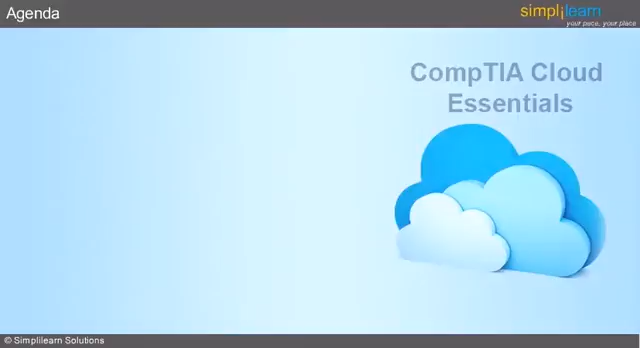 Agenda
simplilearn
your pace, your place
CompTIA Cloud
Essentials
© Simplilearn Solutions